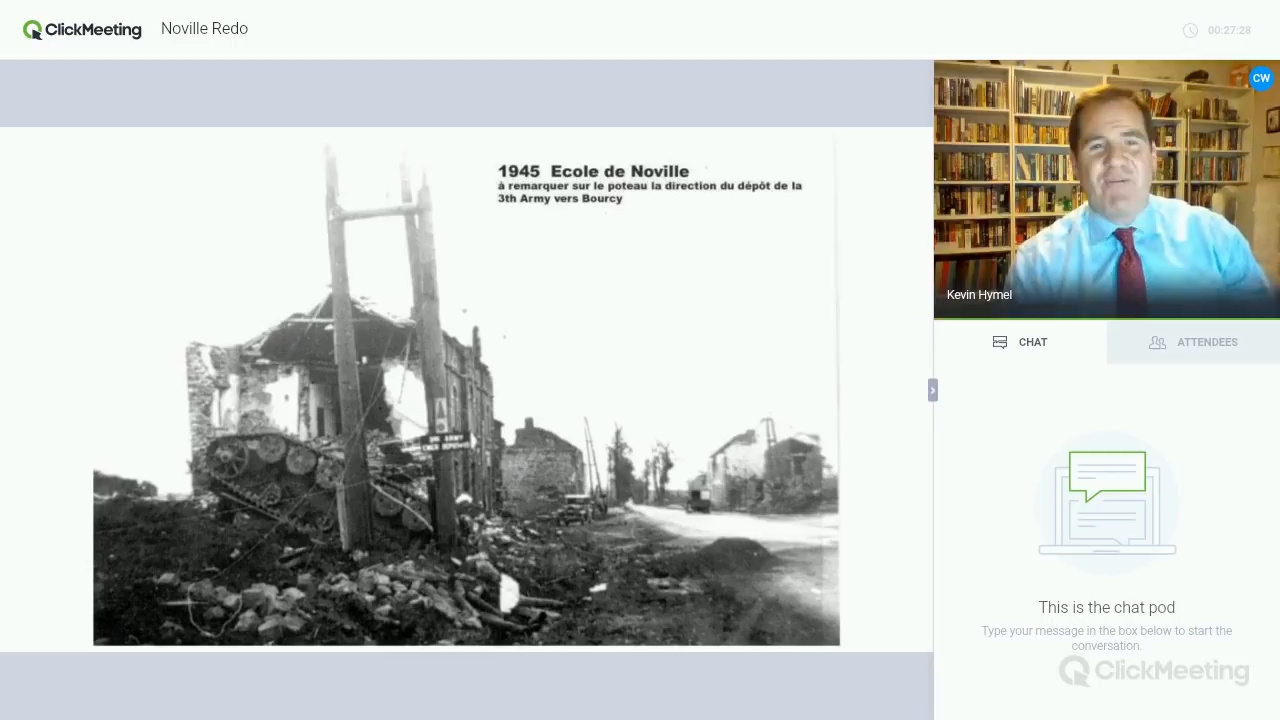 ClickMeeting
Noville Redo
00:27:28
1945 Ecole de Noville
à remarquer sur le poteau la direction du dépôt de la
3th Army vers Bourcy
CW
Kevin Hymel
CHAT
ATTENDEES
This is the chat pod
Type your message in the box below to start the
conversation.
ClickMeeting